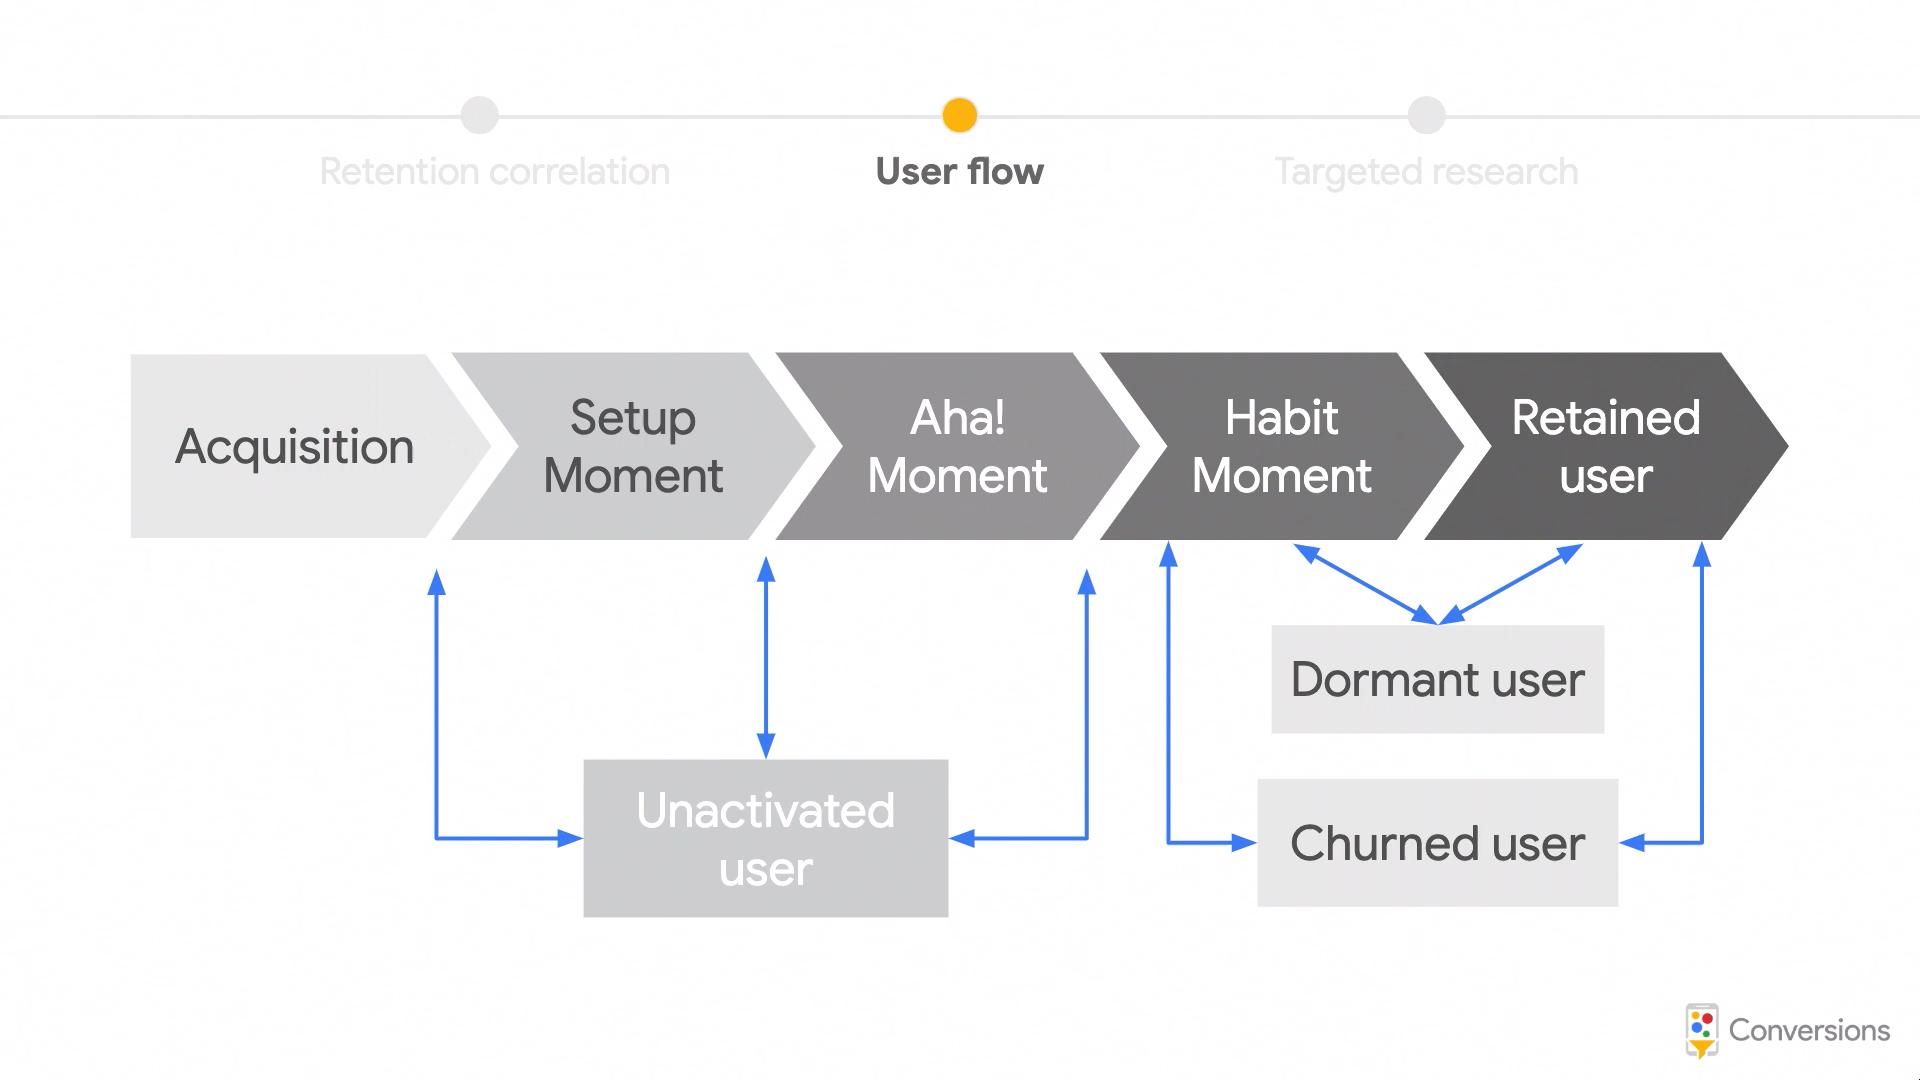 Retention correlation
User flow
Targeted research
Acquisition
Setup
Moment
Aha!
Moment
Habit
Moment
Retained
user
Dormant user
Unactivated
user
Churned user
Conversions